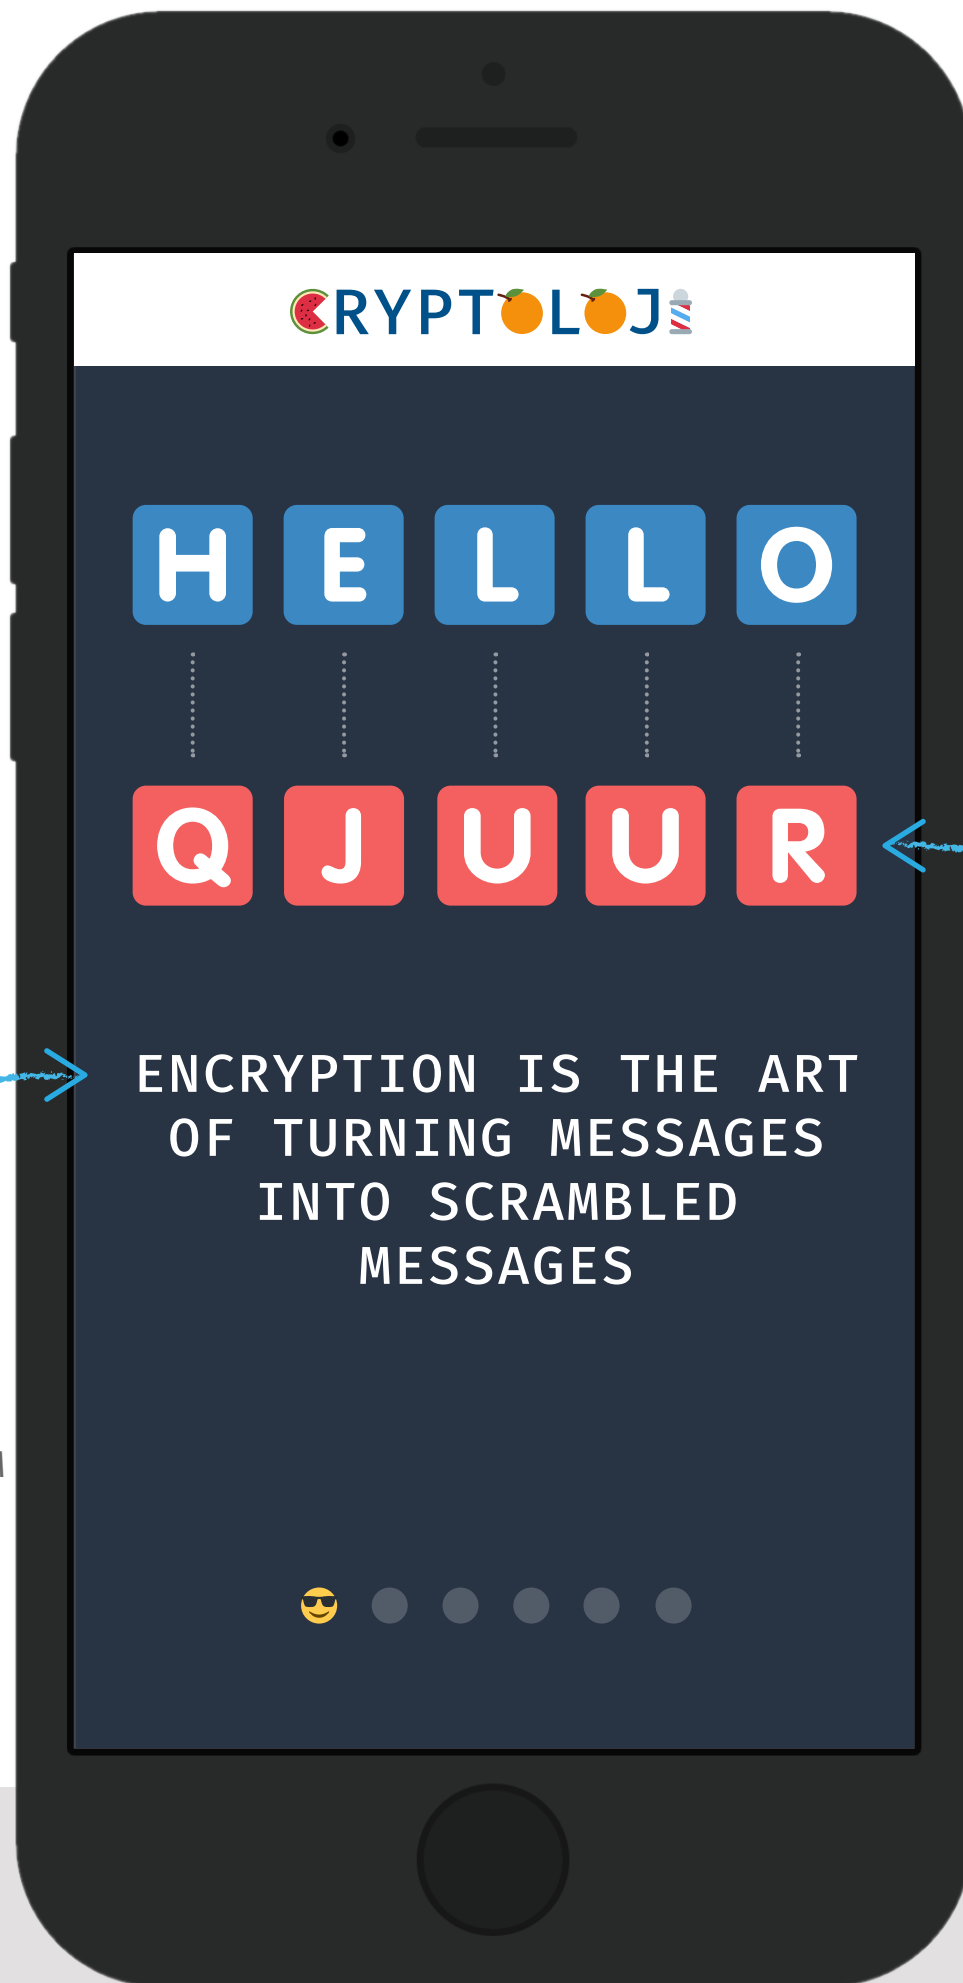 CRYPTOLOJI
HELLO
QJUUR
ENCRYPTION IS THE ART
OF TURNING MESSAGES
INTO SCRAMBLED
MESSAGES